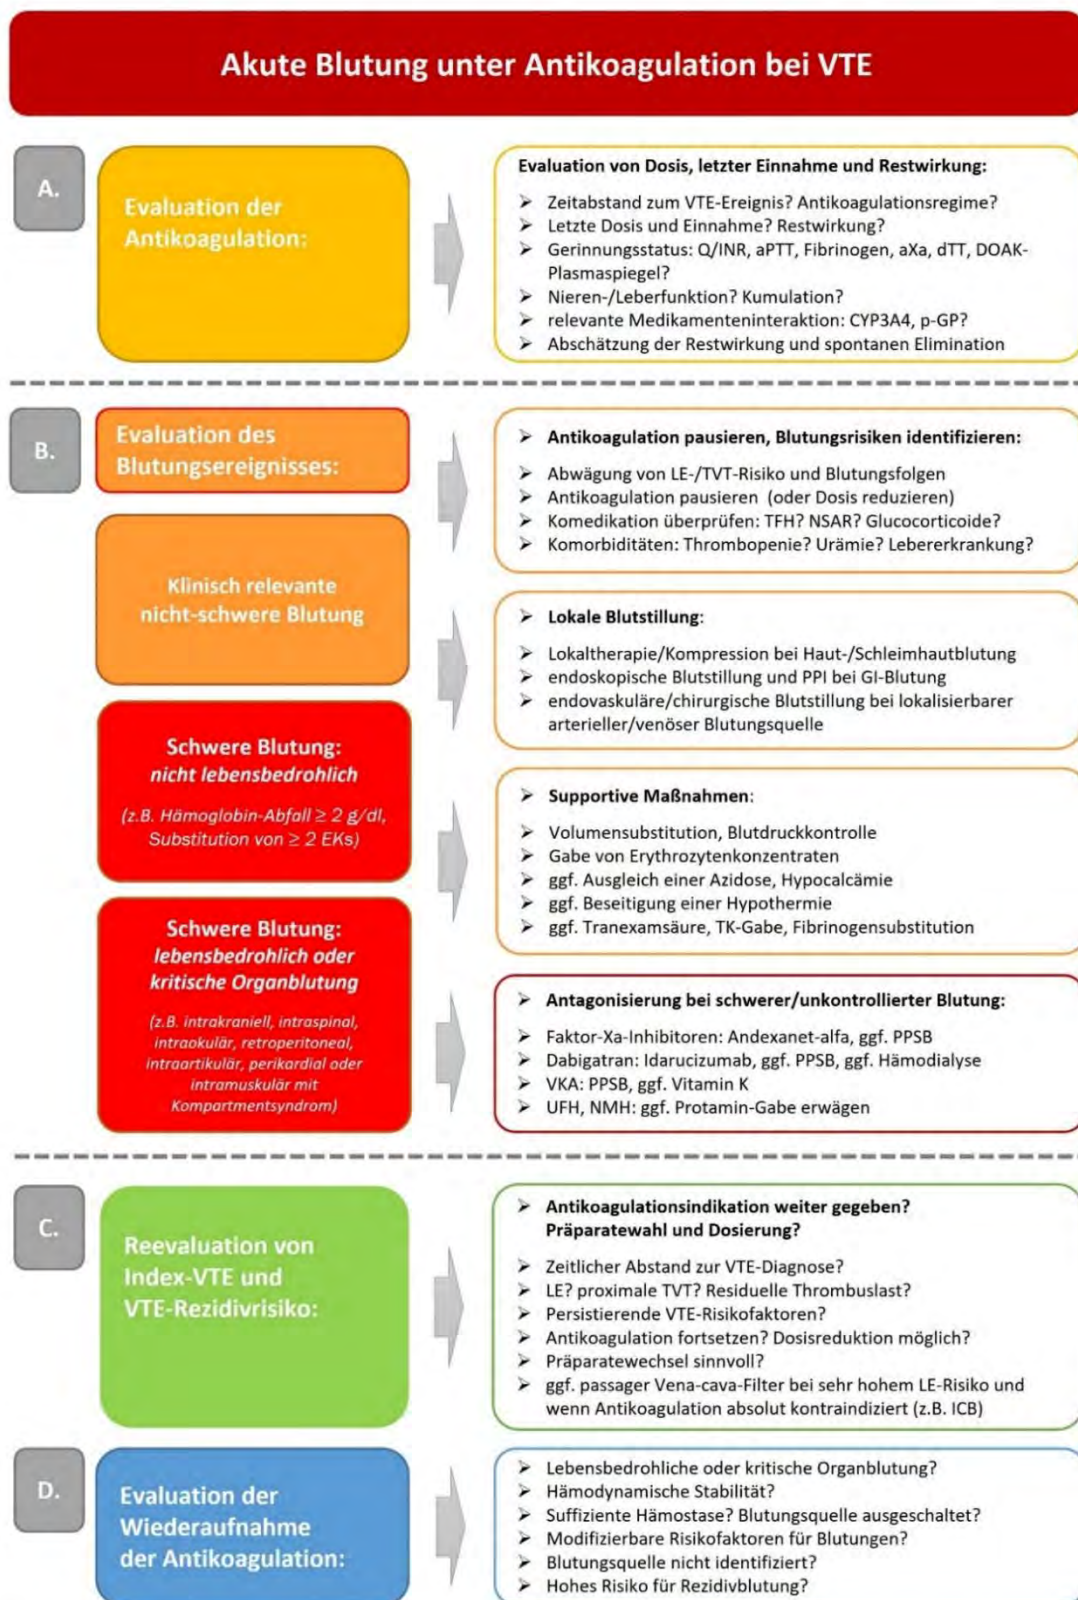 Akute Blutung unter Antikoagulation bei VTE
A.
Evaluation der
Antikoagulation:
Evaluation von Dosis, letzter Einnahme und Restwirkung:
➢ Zeitabstand zum VTE-Ereignis? Antikoagulationsregime?
➢ Letzte Dosis und Einnahme? Restwirkung?
➢ Gerinnungsstatus: Q/INR, aPTT, Fibrinogen, aXa, dTT, DOAK-
Plasmaspiegel?
➢ Nieren-/Leberfunktion? Kumulation?
➢ relevante Medikamenteninteraktion: CYP3A4, p-GP?
➢ Abschätzung der Restwirkung und spontanen Elimination
B.
Evaluation des
Blutungsereignisses:
Klinisch relevante
nicht-schwere Blutung
Schwere Blutung:
nicht lebensbedrohlich
(z.B. Hämoglobin-Abfall ≥ 2 g/dl,
Substitution von ≥ 2 EKs)
Schwere Blutung:
lebensbedrohlich oder
kritische Organblutung
(z.B. intrakraniell, intraspinal,
intraokulär, retroperitoneal,
intraartikulär, perikardial oder
intramuskulär mit
Kompartmentsyndrom)
➢ Antikoagulation pausieren, Blutungsrisiken identifizieren:
➢ Abwägung von LE-/TVT-Risiko und Blutungsfolgen
➢ Antikoagulation pausieren (oder Dosis reduzieren)
➢ Komedikation überprüfen: TFH? NSAR? Glucocorticoide?
➢ Komorbiditäten: Thrombopenie? Urämie? Lebererkrankung?
➢ Lokale Blutstillung:
➢ Lokaltherapie/Kompression bei Haut-/Schleimhautblutung
➢ endoskopische Blutstillung und PPI bei GI-Blutung
➢ endovaskuläre/chirurgische Blutstillung bei lokalisierbarer
arterieller/venöser Blutungsquelle
➢ Supportive Maßnahmen:
➢ Volumensubstitution, Blutdruckkontrolle
➢ Gabe von Erythrozytenkonzentraten
➢ ggf. Ausgleich einer Azidose, Hypocalcämie
➢ ggf. Beseitigung einer Hypothermie
➢ ggf. Tranexamsäure, TK-Gabe, Fibrinogensubstitution
➢ Antagonisierung bei schwerer/unkontrollierter Blutung:
➢ Faktor-Xa-Inhibitoren: Andexanet-alfa, ggf. PPSB
➢ Dabigatran: Idarucizumab, ggf. PPSB, ggf. Hämodialyse
➢ VKA: PPSB, ggf. Vitamin K
➢ UFH, NMH: ggf. Protamin-Gabe erwägen
C.
Reevaluation von
Index-VTE und
VTE-Rezidivrisiko:
➢ Antikoagulationsindikation weiter gegeben?
Präparatewahl und Dosierung?
➢ Zeitlicher Abstand zur VTE-Diagnose?
➢ LE? proximale TVT? Residuelle Thrombuslast?
➢ Persistierende VTE-Risikofaktoren?
➢ Antikoagulation fortsetzen? Dosisreduktion möglich?
➢ Präparatewechsel sinnvoll?
➢ ggf. passager Vena-cava-Filter bei sehr hohem LE-Risiko und
wenn Antikoagulation absolut kontraindiziert (z.B. ICB)
D.
Evaluation der
Wiederaufnahme
der Antikoagulation:
➢ Lebensbedrohliche oder kritische Organblutung?
➢ Hämodynamische Stabilität?
➢ Suffiziente Hämostase? Blutungsquelle ausgeschaltet?
➢ Modifizierbare Risikofaktoren für Blutungen?
➢ Blutungsquelle nicht identifiziert?
➢ Hohes Risiko für Rezidivblutung?